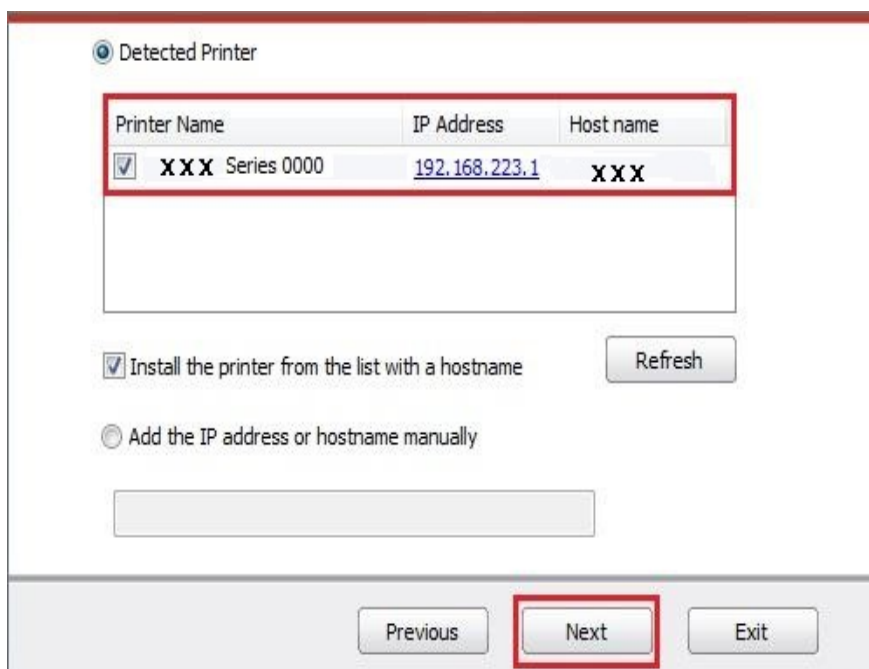 Detected Printer
Printer Name IP Address Host name
XXX Series 0000 192.168.223.1 XXX
Install the printer from the list with a hostname Refresh
Add the IP address or hostname manually
Previous Next Exit